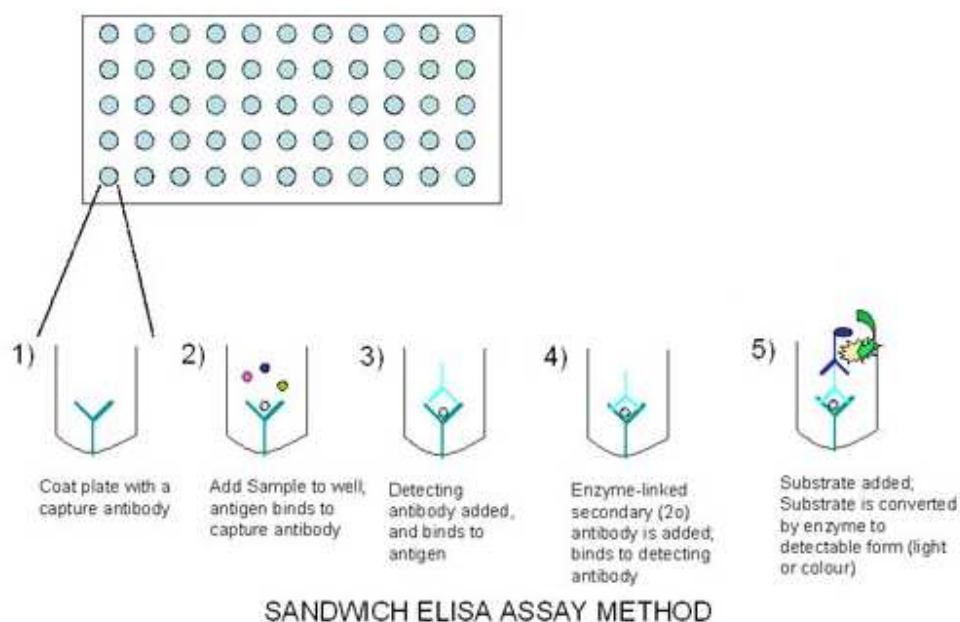 1)
2)
3)
4)
5)
Coat plate with a
capture antibody
Add Sample to well,
antigen binds to
capture antibody
Detecting
antibody added,
and binds to
antigen
Enzyme-linked
secondary (2o)
antibody is added;
binds to detecting
antibody
Substrate added;
Substrate is converted
by enzyme to
detectable form (light
or colour)
SANDWICH ELISA ASSAY METHOD